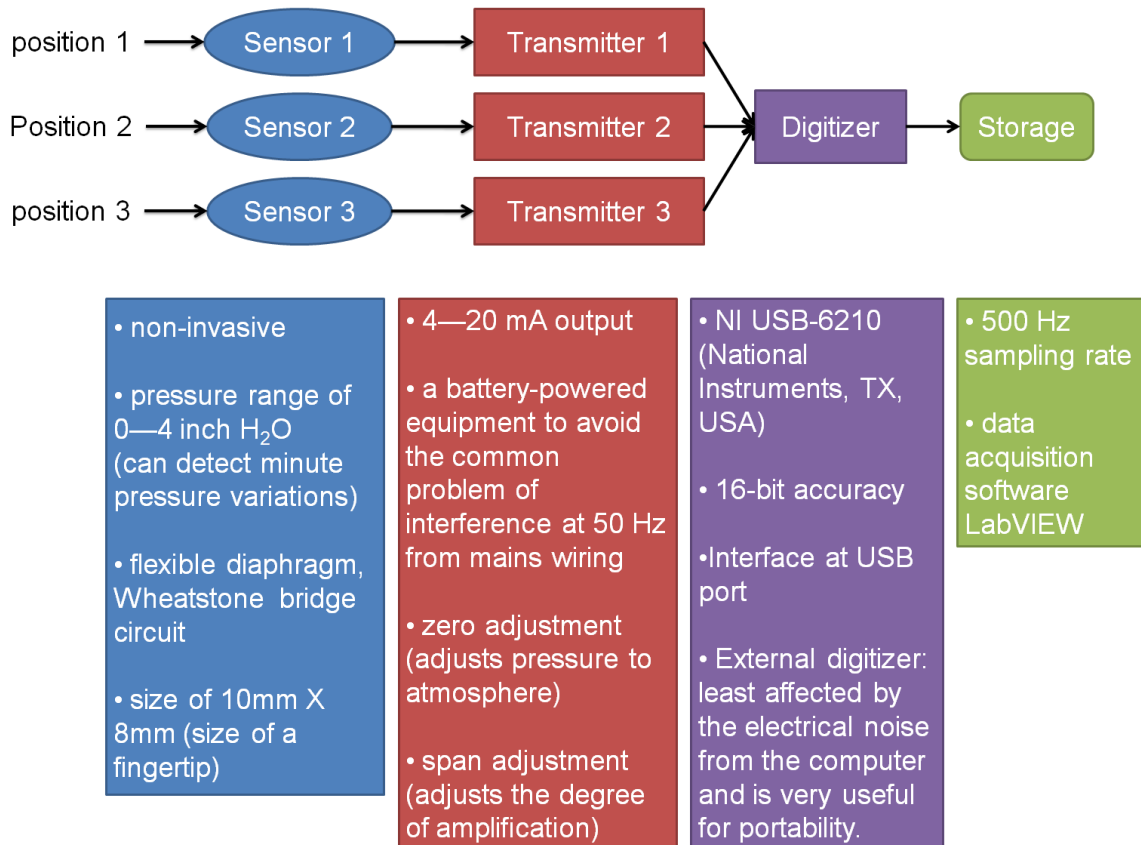 position 1
Sensor 1
Transmitter 1
Position 2
Sensor 2
Transmitter 2
Digitizer
Storage
position 3
Sensor 3
Transmitter 3
• non-invasive
• pressure range of
0—4 inch H₂O
(can detect minute
pressure variations)
• flexible diaphragm,
Wheatstone bridge
circuit
• size of 10mm X
8mm (size of a
fingertip)
• 4—20 mA output
• a battery-powered
equipment to avoid
the common
problem of
interference at 50 Hz
from mains wiring
• zero adjustment
(adjusts pressure to
atmosphere)
• span adjustment
(adjusts the degree
of amplification)
• NI USB-6210
(National
Instruments, TX,
USA)
• 16-bit accuracy
•Interface at USB
port
• External digitizer:
least affected by
the electrical noise
from the computer
and is very useful
for portability.
• 500 Hz
sampling rate
• data
acquisition
software
LabVIEW